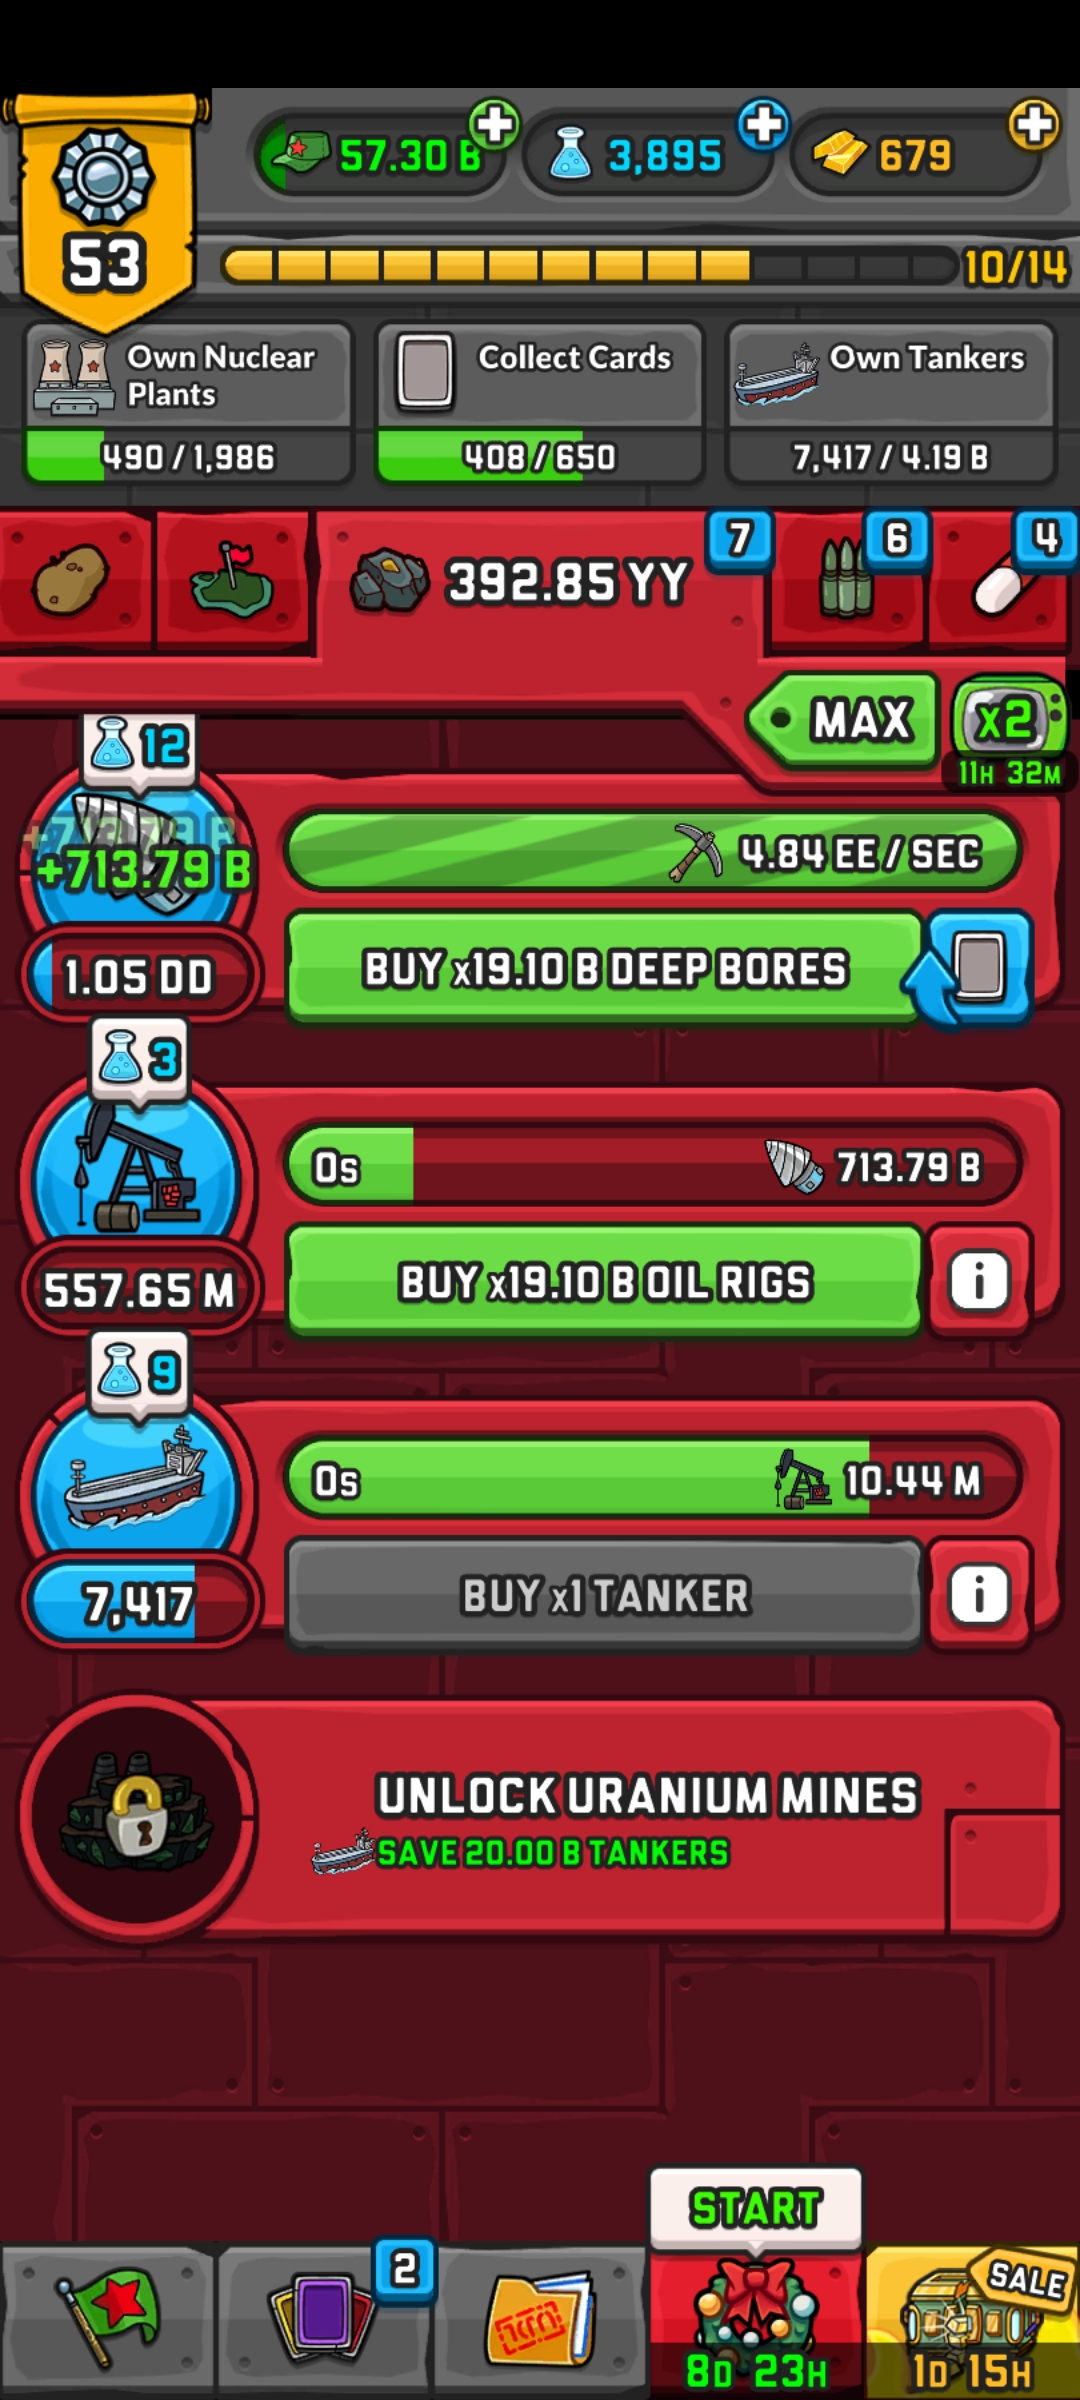 53
57.30 B
3,895
679
10/14
Own Nuclear
Plants
490 / 1,986
Collect Cards
408 / 650
Own Tankers
7,417 / 4.19 B
392.85 YY
7
6
4
MAX
X2
11H 32M
12
+713.79 B
+713.79 B
4.84 EE / SEC
1.05 DD
BUY x19.10 B DEEP BORES
3
0s
713.79 B
557.65 M
BUY x19.10 B OIL RIGS
i
9
0s
10.44 M
7,417
BUY x1 TANKER
i
UNLOCK URANIUM MINES
SAVE 20.00 B TANKERS
START
2
SALE
8D 23H
1D 15H